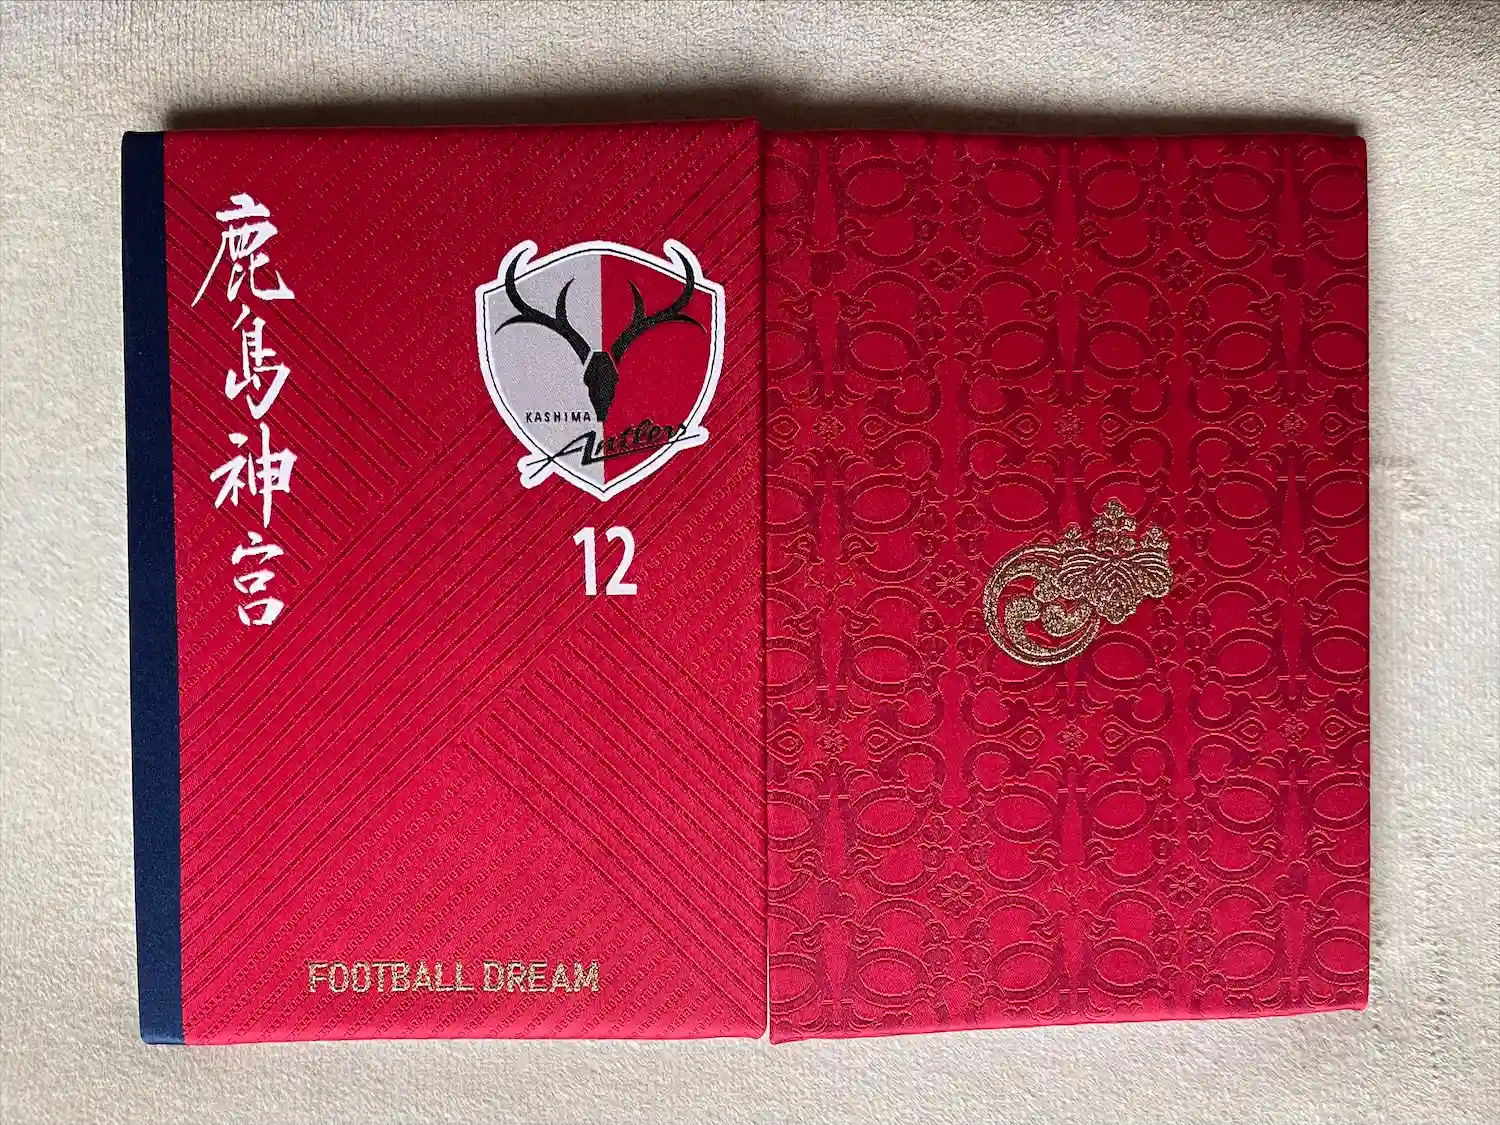 鹿島神宮
KASHIMA
Antlers
12
FOOTBALL DREAM